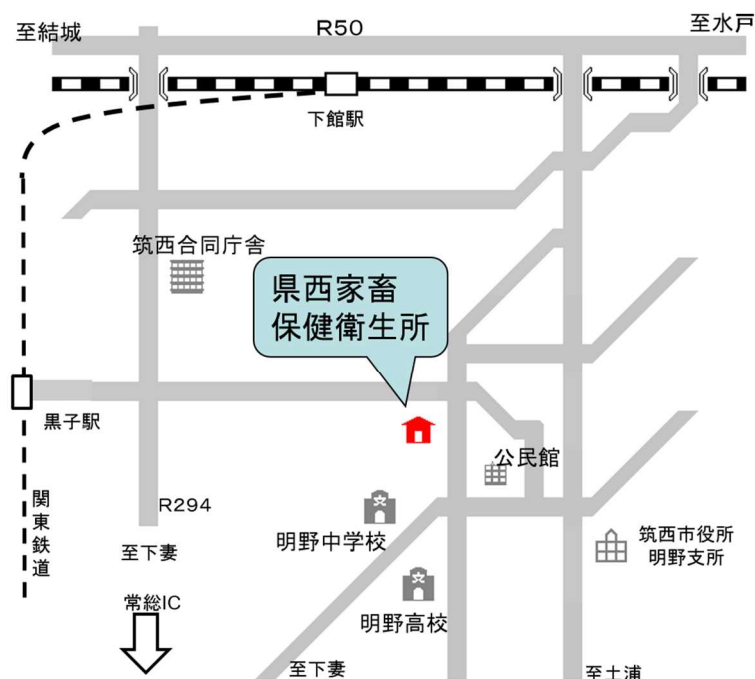 至結城
R50
至水戸
下館駅
筑西合同庁舎
県西家畜
保健衛生所
黒子駅
公民館
関東鉄道
R294
明野中学校
筑西市役所
明野支所
至下妻
常総IC
明野高校
至下妻
至土浦